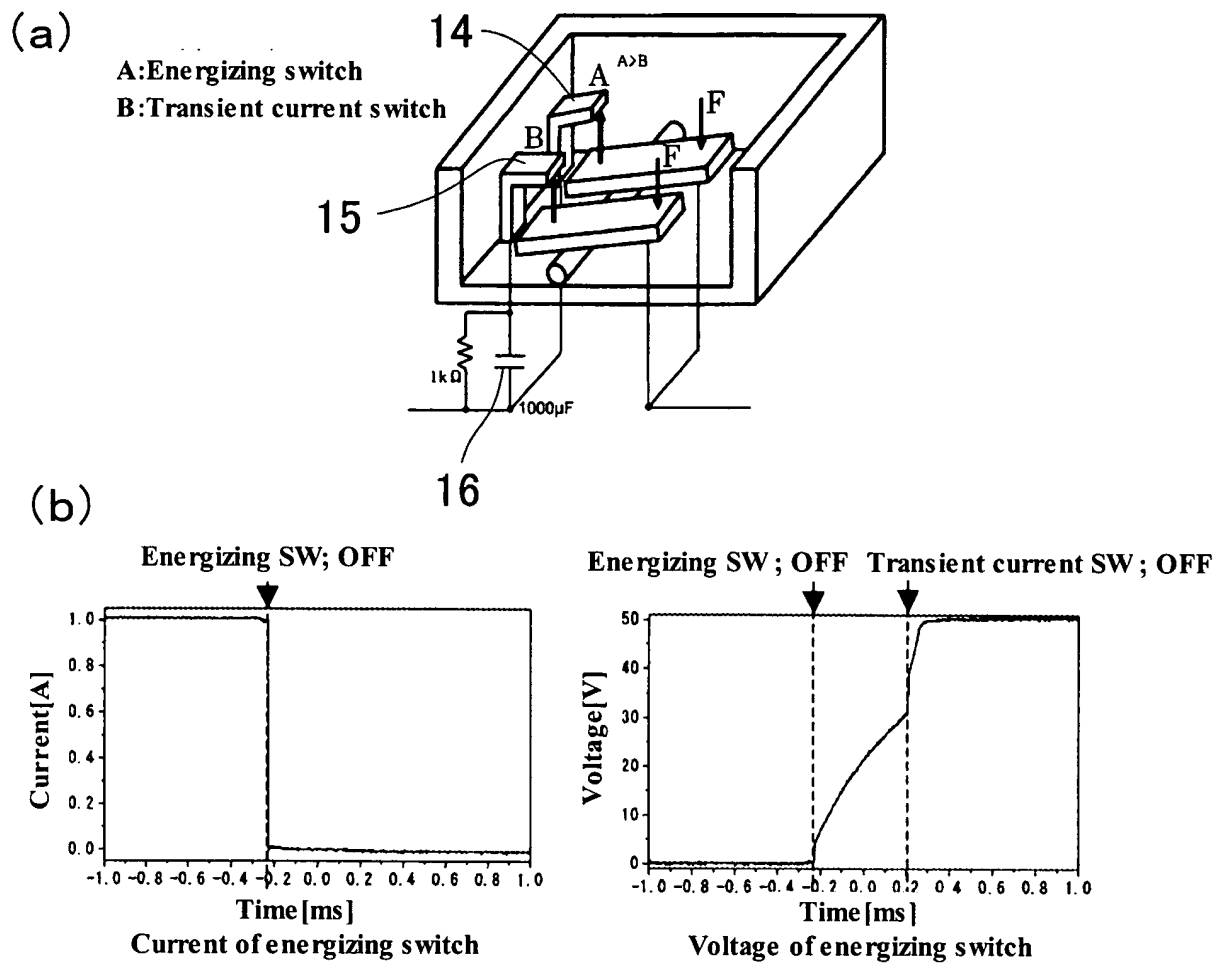 (a)
14
A:Energizing switch
B:Transient current switch
A
A>B
F
B
F
15
1kΩ
1000μF
16
(b)
Energizing SW; OFF
Energizing SW ; OFF Transient current SW ; OFF
1.0
0.8
0.6
0.4
0.2
0.0
Current[A]
-1.0 -0.8 -0.6 -0.4 -0.2 0.0 0.2 0.4 0.6 0.8 1.0
Time[ms]
Current of energizing switch
50
40
30
20
10
0
Voltage[V]
-1.0 -0.8 -0.6 -0.4 -0.2 0.0 0.2 0.4 0.6 0.8 1.0
Time[ms]
Voltage of energizing switch